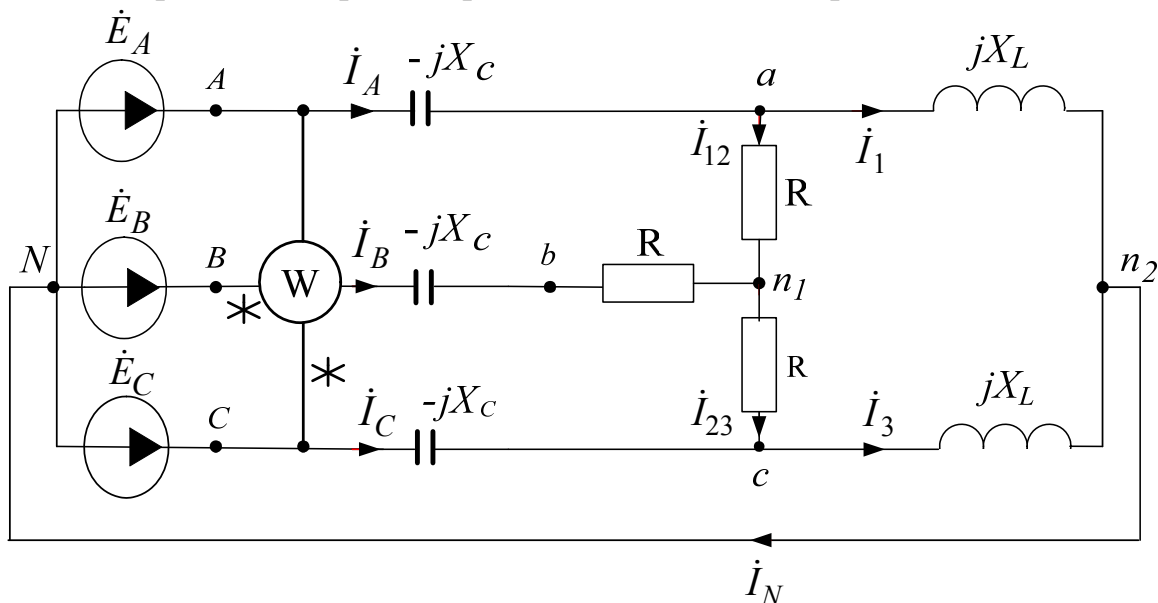 Ė_A
A
İ_A
-jX_c
a
jX_L
İ_12
R
İ_1
Ė_B
N
B
W
İ_B
-jX_c
b
R
n_1
n_2
Ė_C
C
İ_C
-jX_C
R
İ_23
c
İ_3
jX_L
İ_N